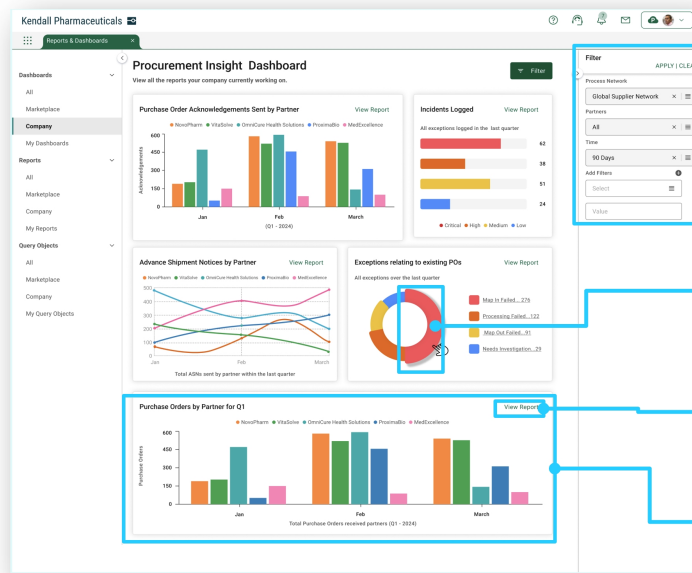 Kendall Pharmaceuticals
Reports & Dashboards ×
Dashboards
All
Marketplace
Company
My Dashboards
Reports
All
Marketplace
Company
My Reports
Query Objects
All
Marketplace
Company
My Query Objects
Procurement Insight Dashboard
View all the reports your company currently working on.
Filter
Purchase Order Acknowledgements Sent by Partner View Report
NovoPharm VitaSolve OmniCure Health Solutions ProximaBio MedExcellence
Acknowledgements
600
450
300
150
0
Jan Feb March
(Q1 - 2024)
Incidents Logged View Report
All exceptions logged in the last quarter
62
38
51
24
Critical High Medium Low
Advance Shipment Notices by Partner View Report
NovoPharm VitaSolve OmniCure Health Solutions ProximaBio MedExcellence
500
400
300
200
100
0
Jan Feb March
Total ASNs sent by partner within the last quarter
Exceptions relating to existing POs View Report
All exceptions over the last quarter
Map In Failed... 276
Processing Failed...122
Map Out Failed...91
Needs Investigation...29
Purchase Orders by Partner for Q1 View Report
NovoPharm VitaSolve OmniCure Health Solutions ProximaBio MedExcellence
Purchase Orders
600
450
300
150
0
Jan Feb March
Total Purchase Orders received partners (Q1 - 2024)
Filter
APPLY | CLEA
Process Network
Global Supplier Network ×
Partners
All ×
Time
90 Days ×
Add Filters
Select
Value